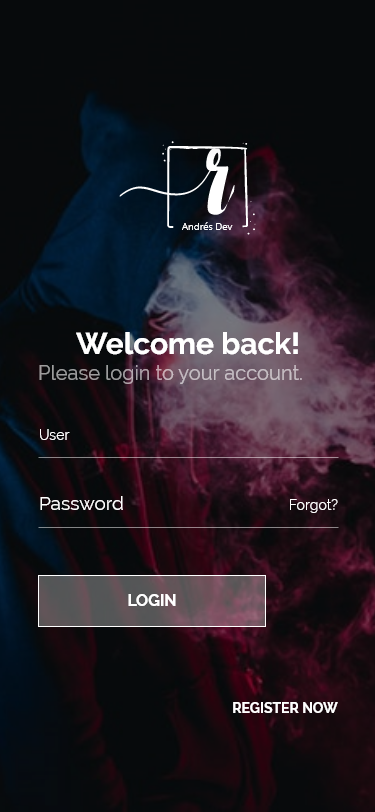 r
Andrés Dev
Welcome back!
Please login to your account.
User
Password
Forgot?
LOGIN
REGISTER NOW